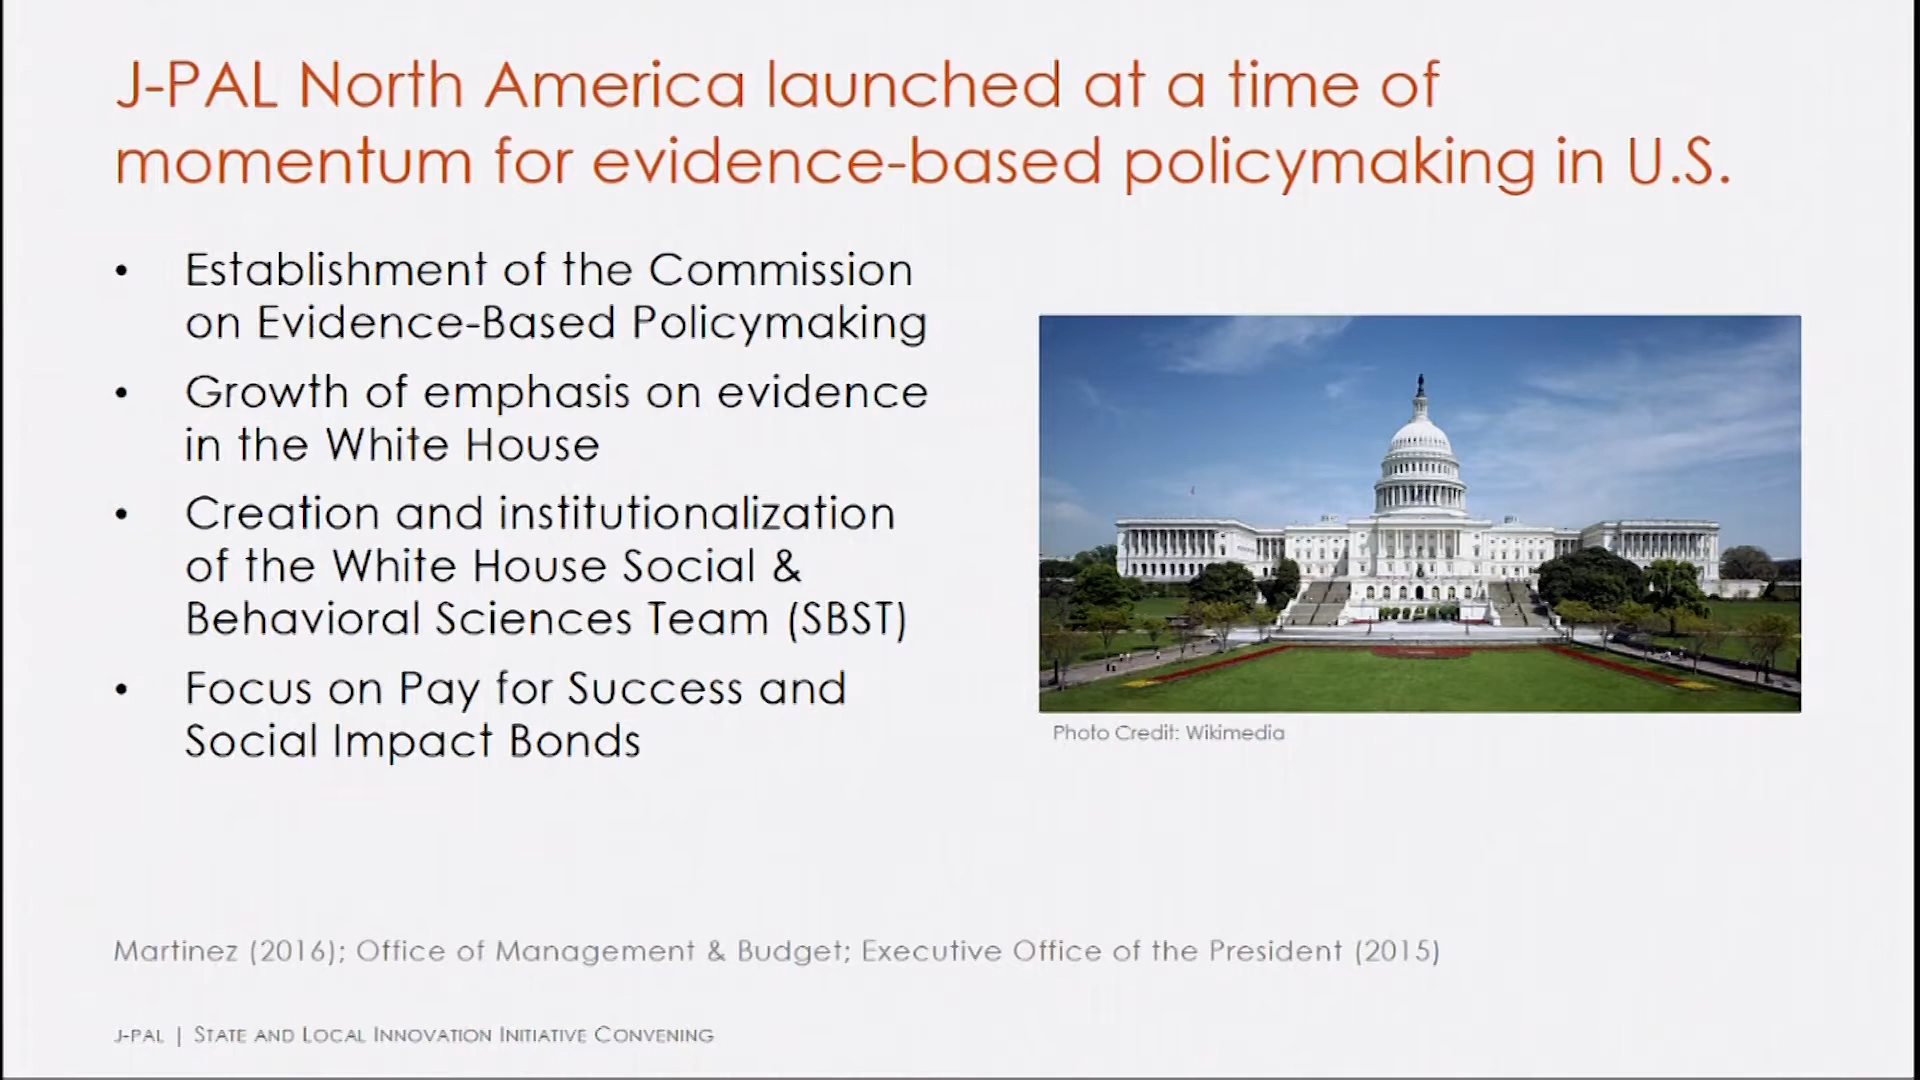 J-PAL North America launched at a time of
momentum for evidence-based policymaking in U.S.
• Establishment of the Commission
on Evidence-Based Policymaking
• Growth of emphasis on evidence
in the White House
• Creation and institutionalization
of the White House Social &
Behavioral Sciences Team (SBST)
• Focus on Pay for Success and
Social Impact Bonds
Photo Credit: Wikimedia
Martinez (2016); Office of Management & Budget; Executive Office of the President (2015)
J-PAL | STATE AND LOCAL INNOVATION INITIATIVE CONVENING